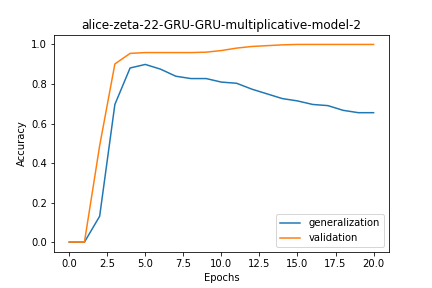 alice-zeta-22-GRU-GRU-multiplicative-model-2
1.0
0.8
0.6
0.4
0.2
0.0
Accuracy
generalization
validation
0.0 2.5 5.0 7.5 10.0 12.5 15.0 17.5 20.0
Epochs